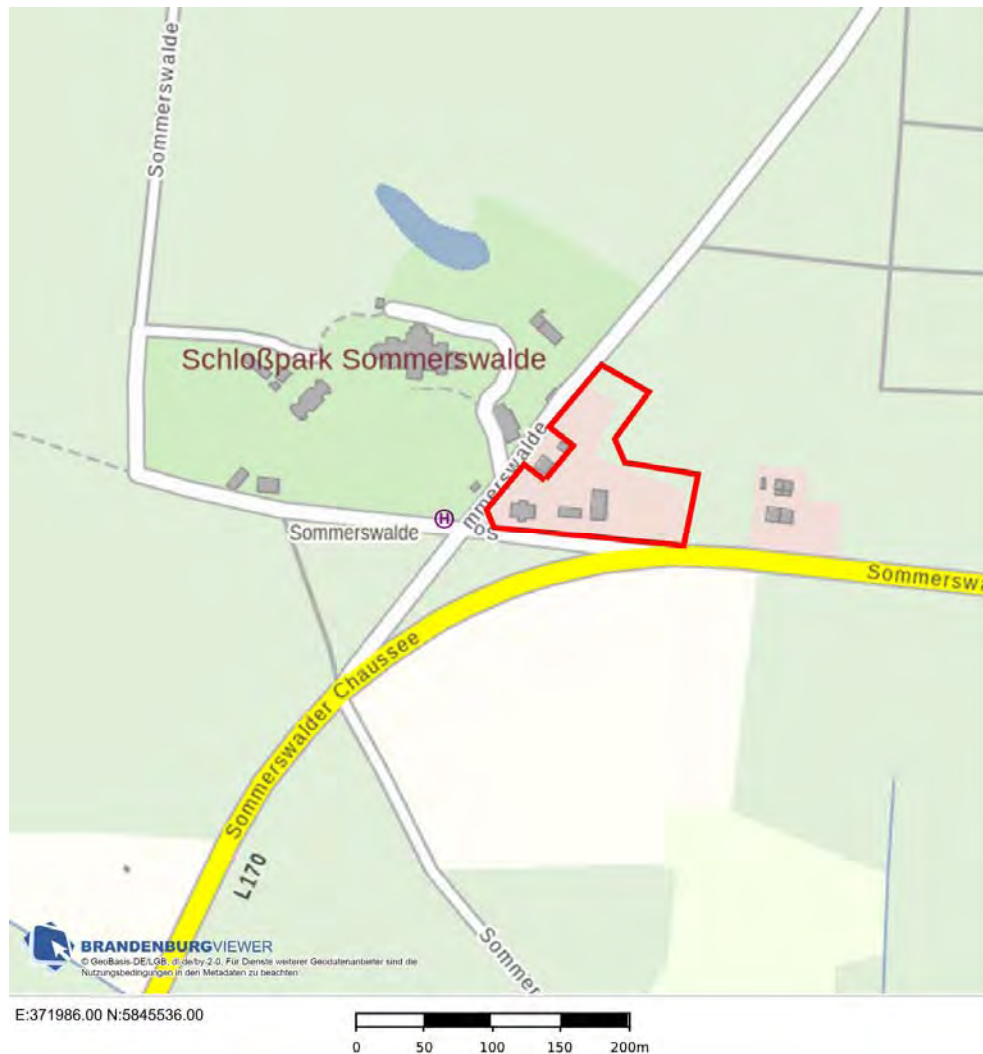 Sommerswalde
Schloßpark Sommerswalde
mmerswalde
H
Sommerswalde
os
Sommerswa
Sommerswalder Chaussee
L170
Sommer
BRANDENBURGVIEWER
© GeoBasis-DE/LGB, dl-de/by-2-0, Für Dienste weiterer Geodatenanbieter sind die
Nutzungsbedingungen in den Metadaten zu beachten
E:371986.00 N:5845536.00
0 50 100 150 200m